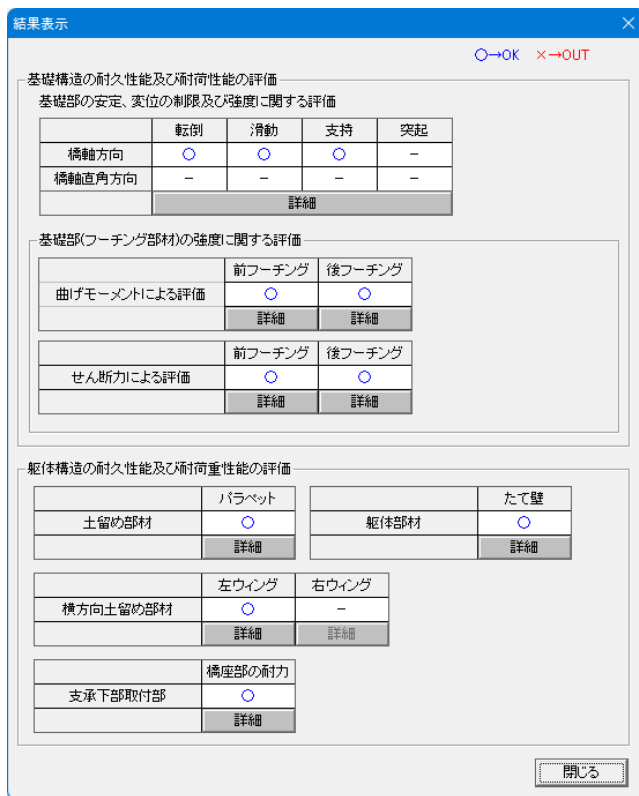 結果表示
○→OK ×→OUT
基礎構造の耐久性能及び耐荷性能の評価
基礎部の安定、変位の制限及び強度に関する評価
転倒 滑動 支持 突起
橋軸方向 ○ ○ ○ －
橋軸直角方向 － － － －
詳細
基礎部(フーチング部材)の強度に関する評価
前フーチング 後フーチング
曲げモーメントによる評価 ○ ○
詳細 詳細
前フーチング 後フーチング
せん断力による評価 ○ ○
詳細 詳細
躯体構造の耐久性能及び耐荷重性能の評価
パラペット たて壁
土留め部材 ○ 躯体部材 ○
詳細 詳細
左ウィング 右ウィング
横方向土留め部材 ○ －
詳細 詳細
橋座部の耐力
支承下部取付部 ○
詳細
閉じる